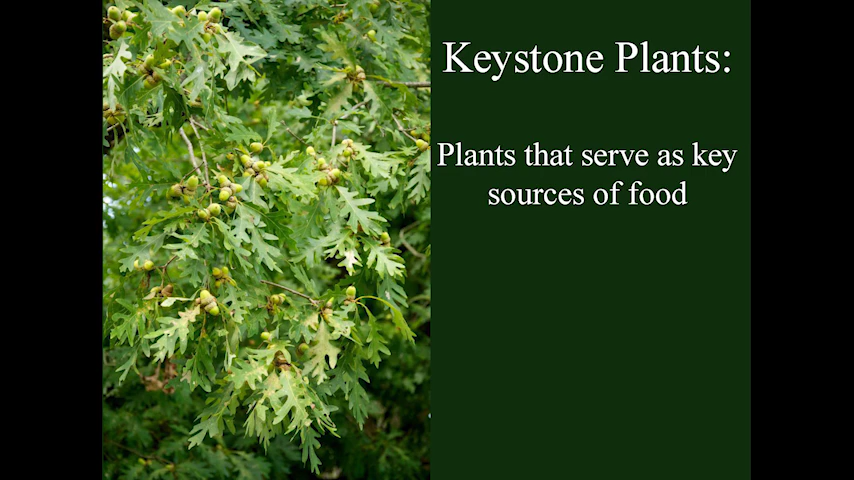 Keystone Plants:
Plants that serve as key
sources of food